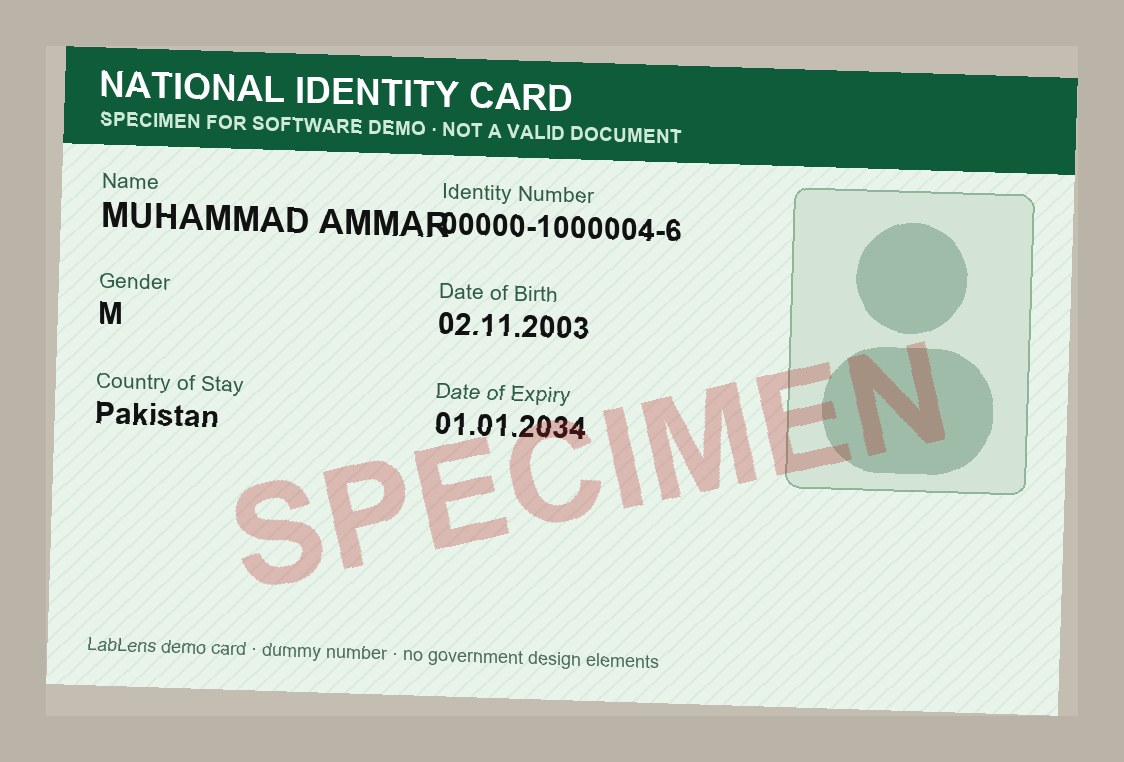 NATIONAL IDENTITY CARD
SPECIMEN FOR SOFTWARE DEMO · NOT A VALID DOCUMENT
Name
MUHAMMAD AMMAR
Identity Number
00000-1000004-6
Gender
M
Date of Birth
02.11.2003
Country of Stay
Pakistan
Date of Expiry
01.01.2034
SPECIMEN
LabLens demo card · dummy number · no government design elements